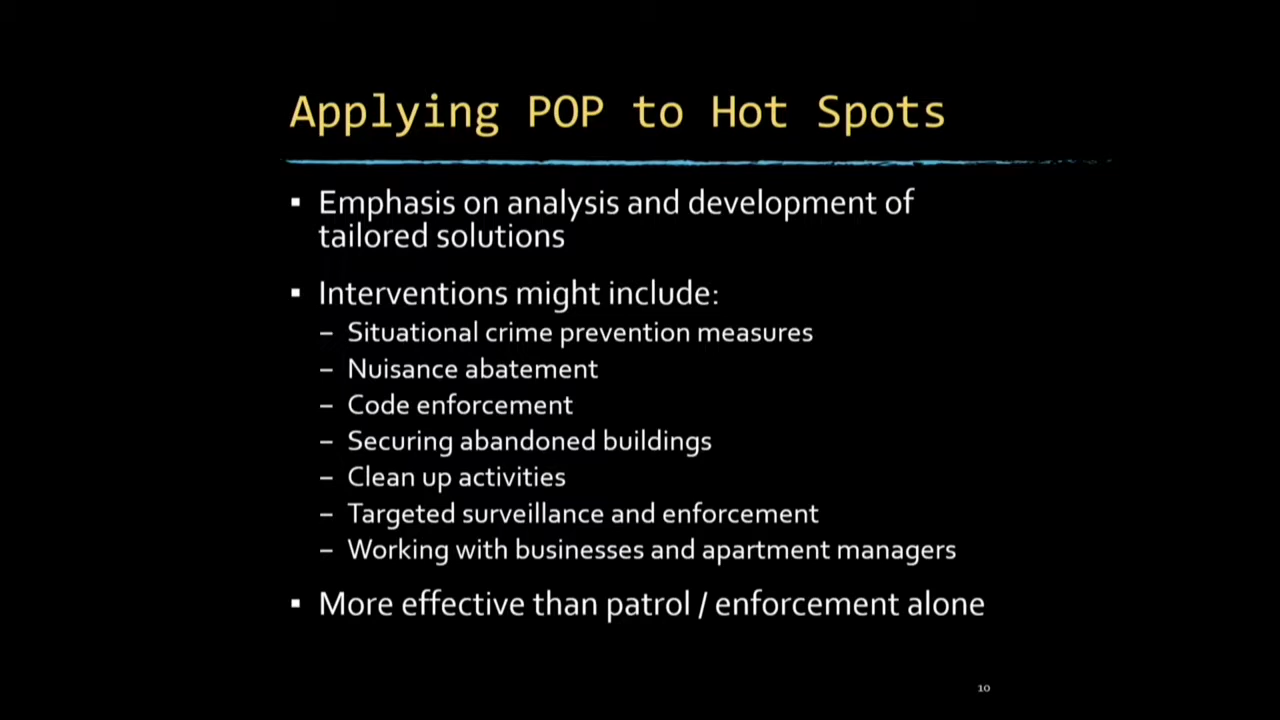 Applying POP to Hot Spots
▪ Emphasis on analysis and development of
tailored solutions
▪ Interventions might include:
– Situational crime prevention measures
– Nuisance abatement
– Code enforcement
– Securing abandoned buildings
– Clean up activities
– Targeted surveillance and enforcement
– Working with businesses and apartment managers
▪ More effective than patrol / enforcement alone
10